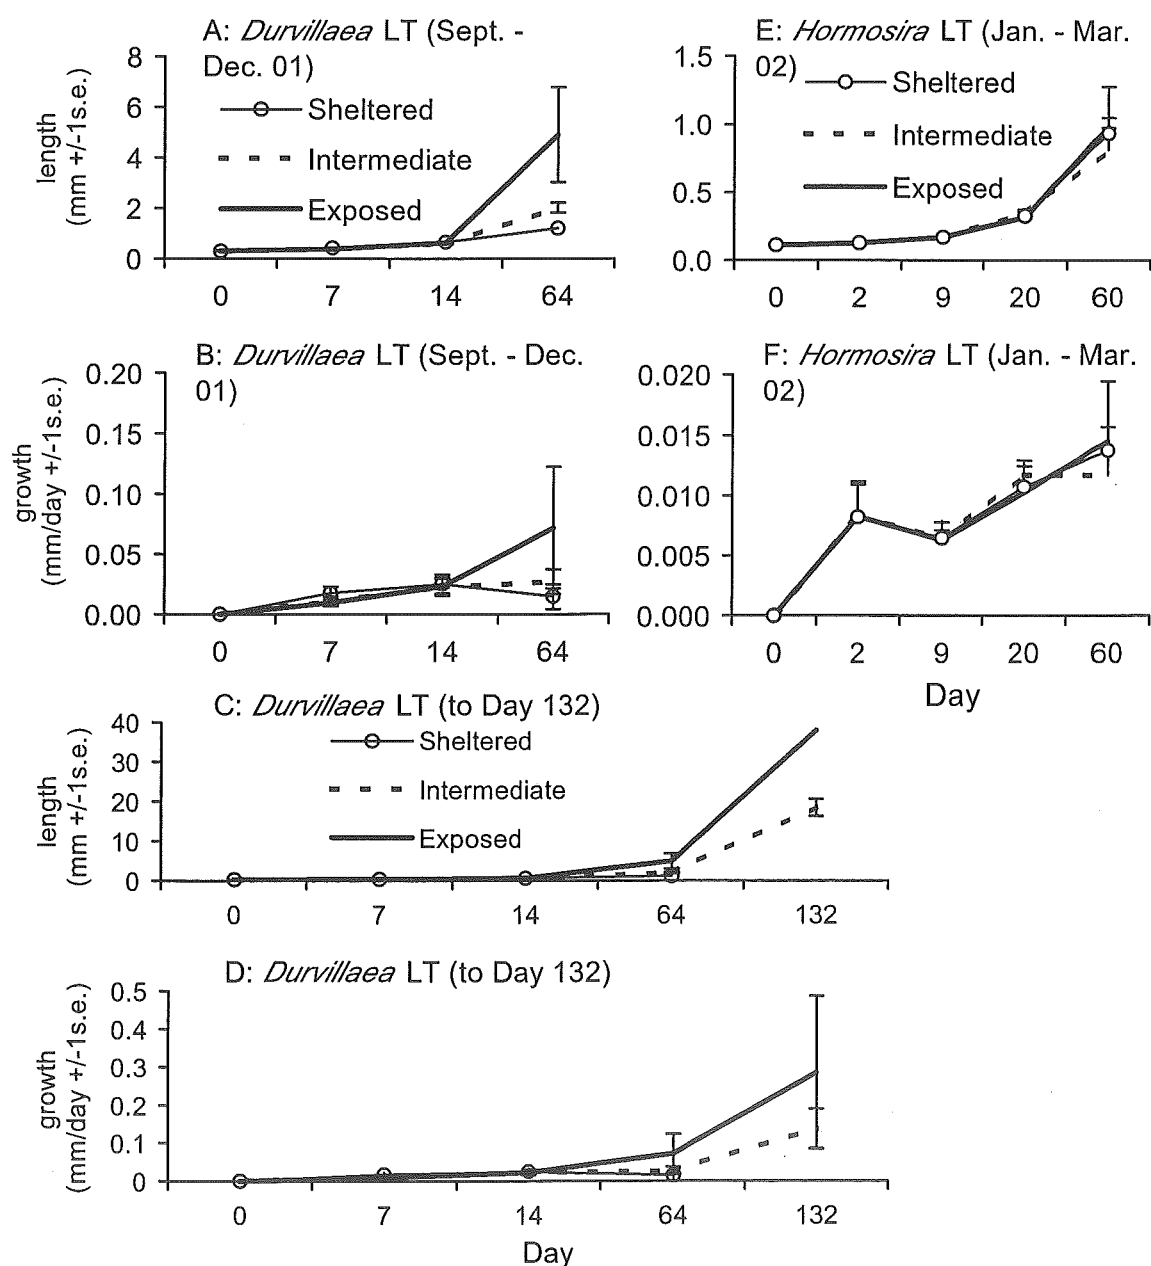 A: Durvillaea LT (Sept. -
Dec. 01)
length
(mm +/-1s.e.)
8
6
4
2
0
Sheltered
Intermediate
Exposed
0 7 14 64
E: Hormosira LT (Jan. - Mar.
02)
1.5
1.0
0.5
0.0
Sheltered
Intermediate
Exposed
0 2 9 20 60
B: Durvillaea LT (Sept. - Dec.
01)
growth
(mm/day +/-1s.e.)
0.20
0.15
0.10
0.05
0.00
0 7 14 64
F: Hormosira LT (Jan. - Mar.
02)
0.020
0.015
0.010
0.005
0.000
0 2 9 20 60
Day
C: Durvillaea LT (to Day 132)
length
(mm +/-1s.e.)
40
30
20
10
0
Sheltered
Intermediate
Exposed
0 7 14 64 132
D: Durvillaea LT (to Day 132)
growth
(mm/day +/-1s.e.)
0.5
0.4
0.3
0.2
0.1
0
0 7 14 64 132
Day